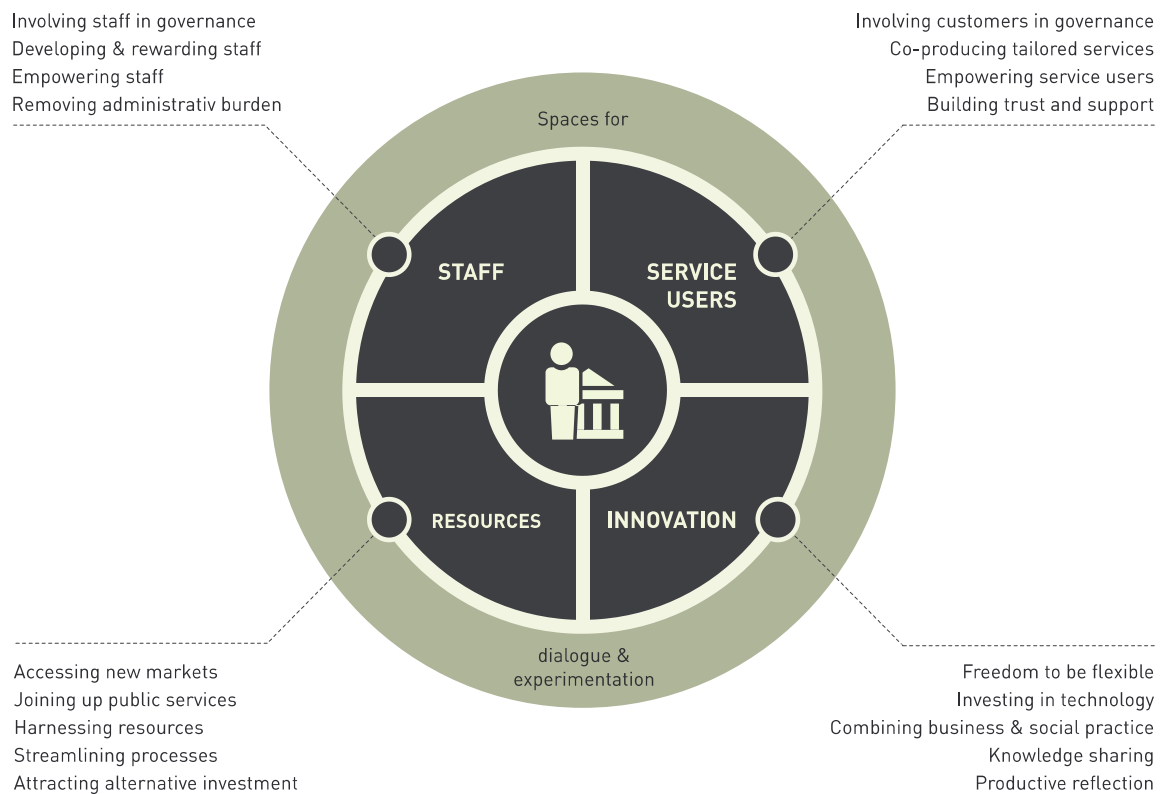 Involving staff in governance
Developing & rewarding staff
Empowering staff
Removing administrativ burden
Involving customers in governance
Co-producing tailored services
Empowering service users
Building trust and support
Spaces for
STAFF
SERVICE
USERS
RESOURCES
INNOVATION
dialogue &
experimentation
Accessing new markets
Joining up public services
Harnessing resources
Streamlining processes
Attracting alternative investment
Freedom to be flexible
Investing in technology
Combining business & social practice
Knowledge sharing
Productive reflection